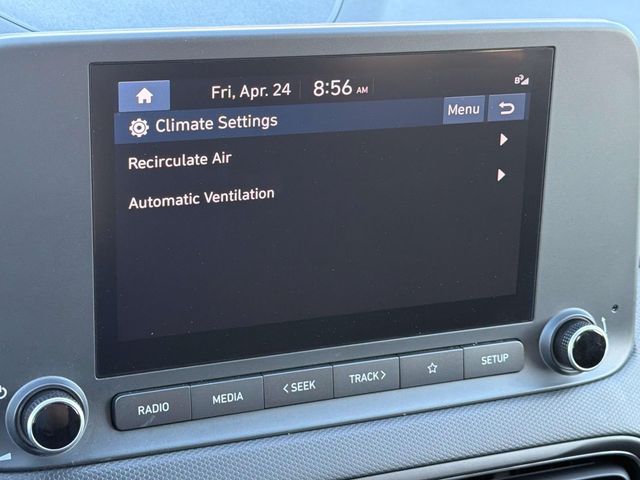 Fri, Apr. 24 8:56 AM
Climate Settings Menu
Recirculate Air
Automatic Ventilation
RADIO MEDIA < SEEK TRACK > SETUP